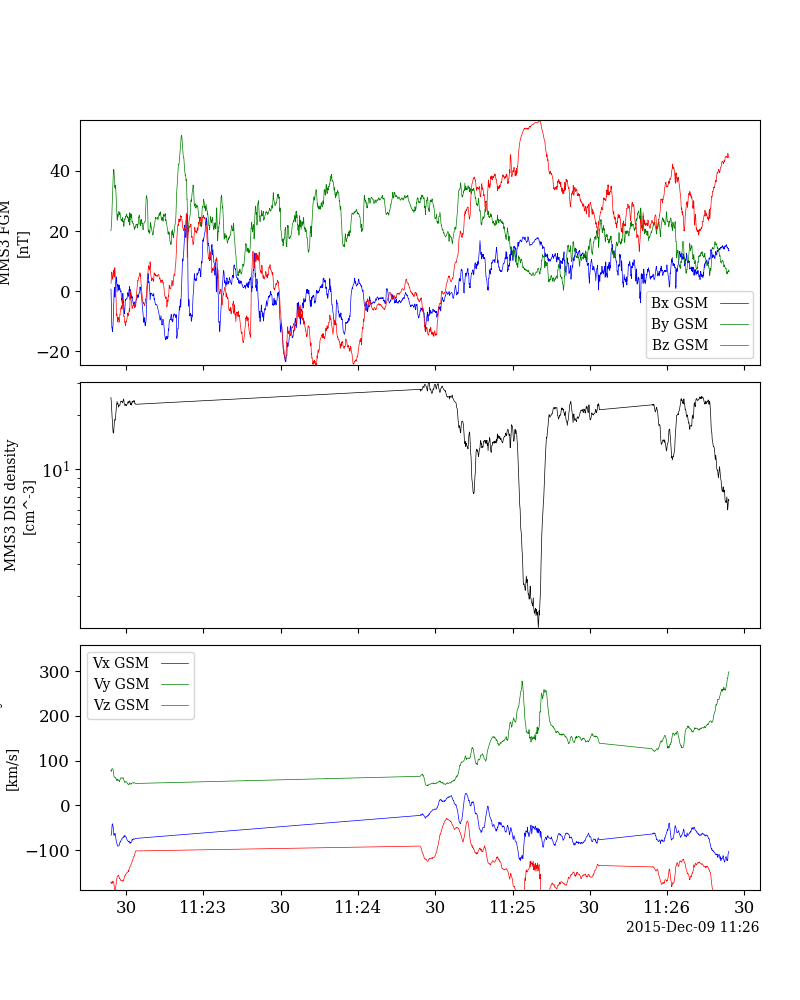 MMS3 FGM
[nT]
40
20
0
−20
Bx GSM
By GSM
Bz GSM
MMS3 DIS density
[cm^-3]
10^1
[km/s]
300
200
100
0
−100
Vx GSM
Vy GSM
Vz GSM
30 11:23 30 11:24 30 11:25 30 11:26 30
2015-Dec-09 11:26